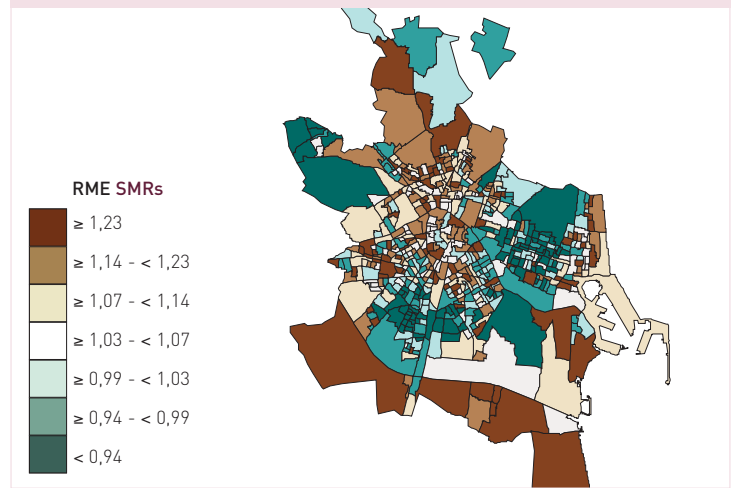 RME SMRs
≥ 1,23
≥ 1,14 - < 1,23
≥ 1,07 - < 1,14
≥ 1,03 - < 1,07
≥ 0,99 - < 1,03
≥ 0,94 - < 0,99
< 0,94